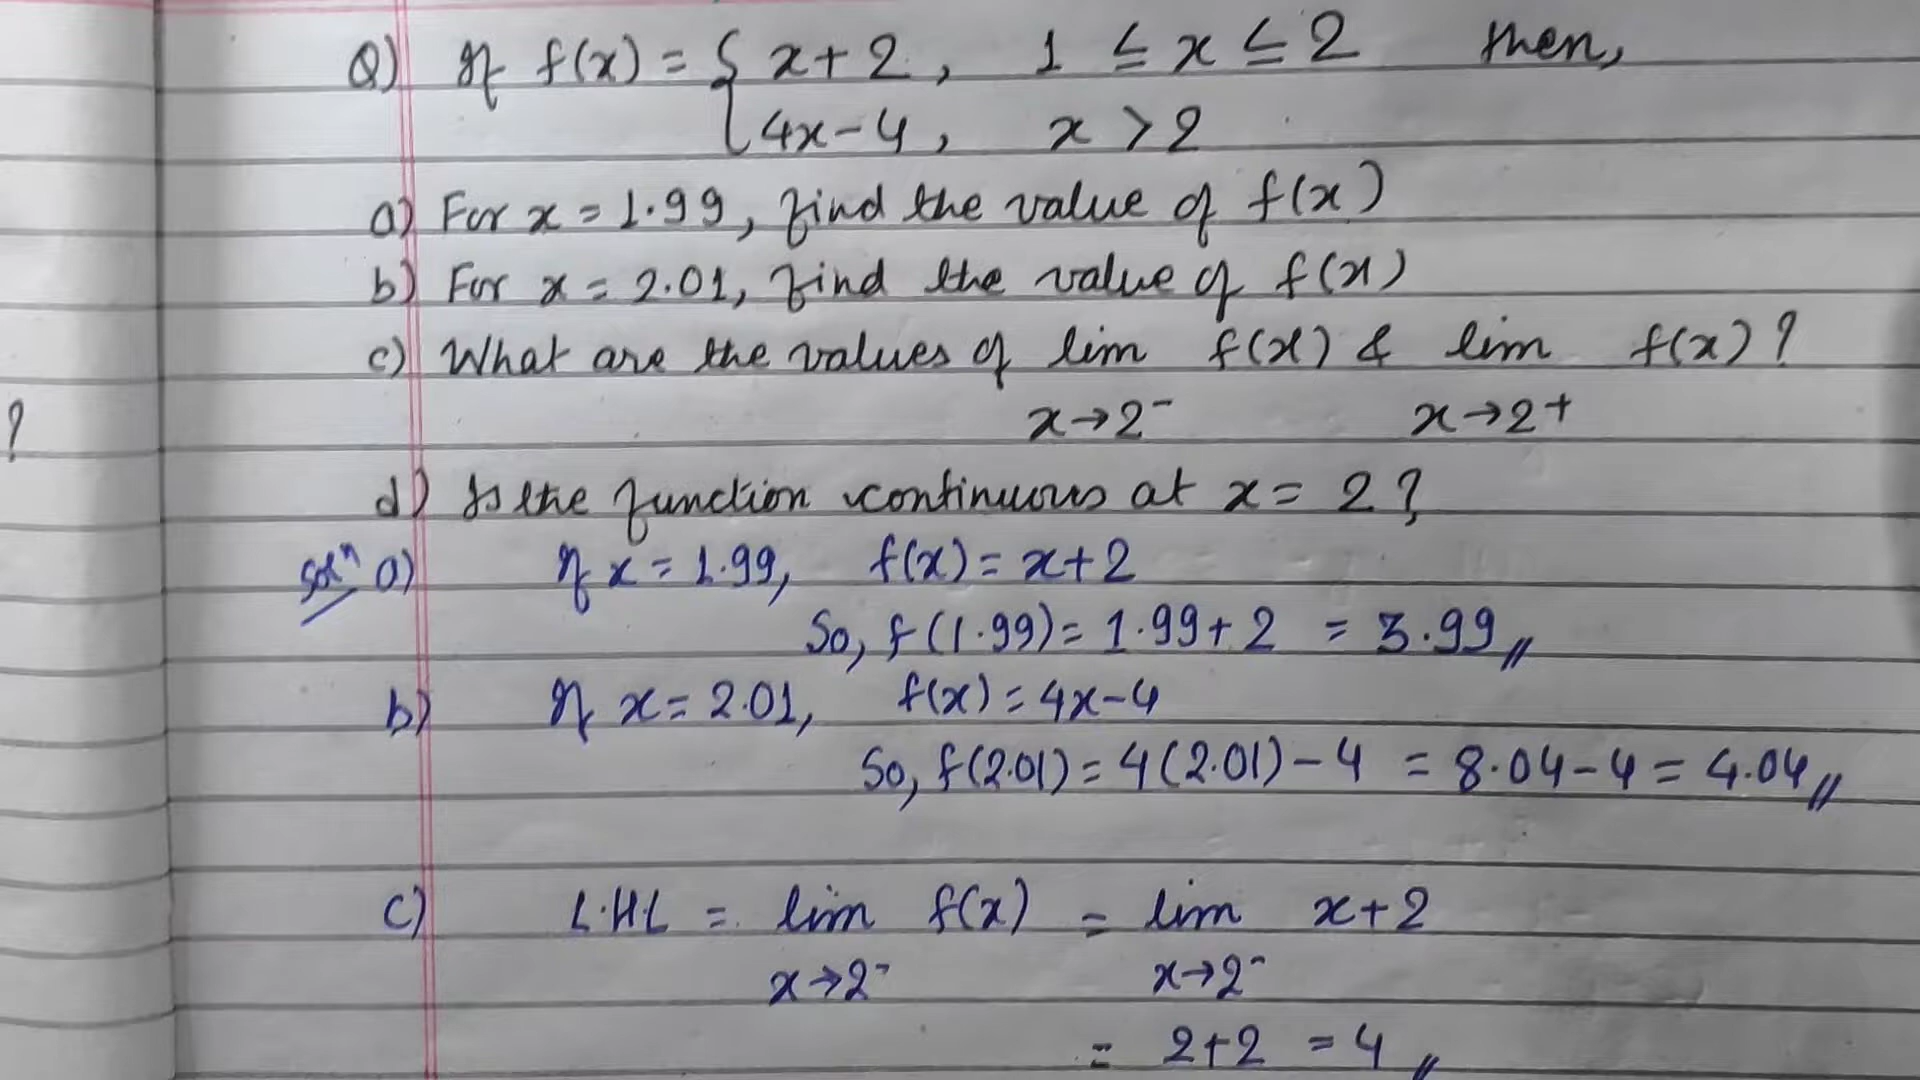 Q) If f(x) = { x + 2 , 1 ≤ x ≤ 2 then,
4x - 4 , x > 2
a) For x = 1.99, find the value of f(x)
b) For x = 2.01, find the value of f(x)
c) What are the values of lim f(x) & lim f(x) ?
x→2⁻ x→2+
?
d) Is the function continuous at x = 2 ?
Solⁿ a) If x = 1.99, f(x) = x + 2
So, f(1.99) = 1.99 + 2 = 3.99 //
b) If x = 2.01, f(x) = 4x - 4
So, f(2.01) = 4(2.01) - 4 = 8.04 - 4 = 4.04 //
c) L.H.L = lim f(x) = lim x + 2
x→2⁻ x→2⁻
= 2 + 2 = 4 //